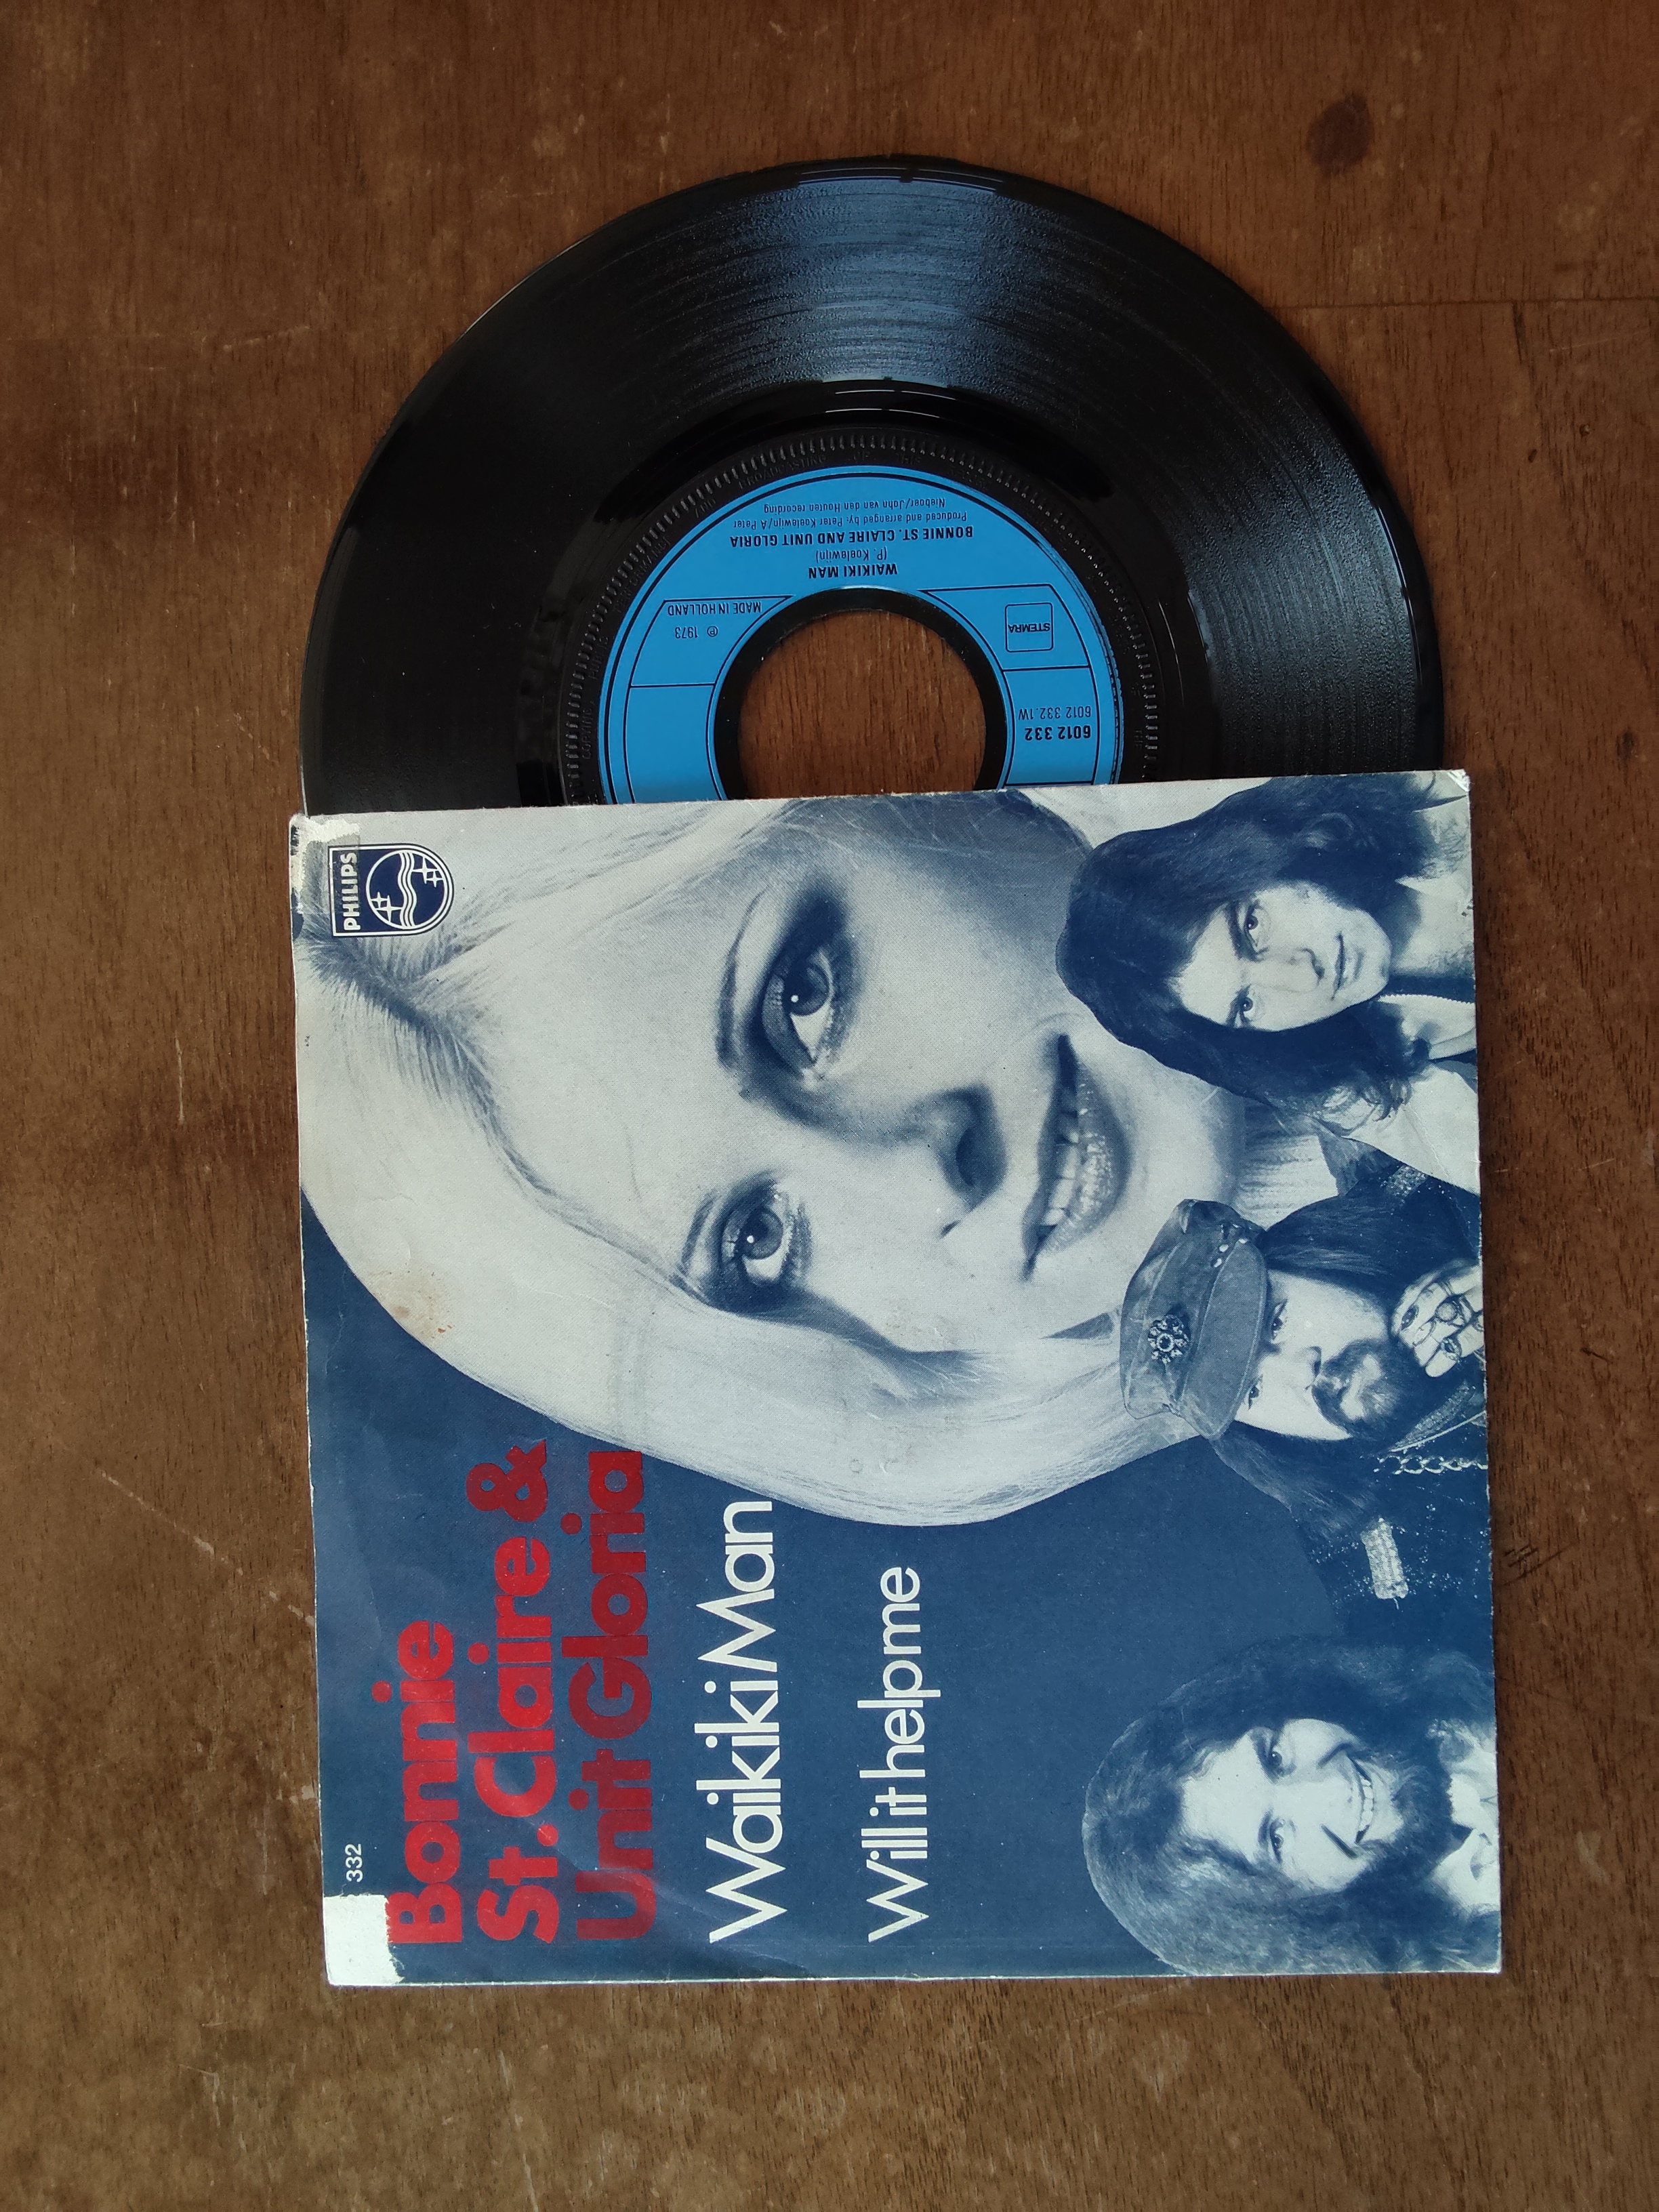 PHILIPS
332
Bonnie
St. Claire &
Unit Gloria
Waikiki Man
Will it help me
6012 332
6012 332.1W
STEMRA
℗ 1973
MADE IN HOLLAND
WAIKIKI MAN
(P. Koelewijn)
BONNIE ST. CLAIRE AND UNIT GLORIA
Produced and arranged by: Peter Koelewijn/A Peter
Nieboer/John van den Houten recording